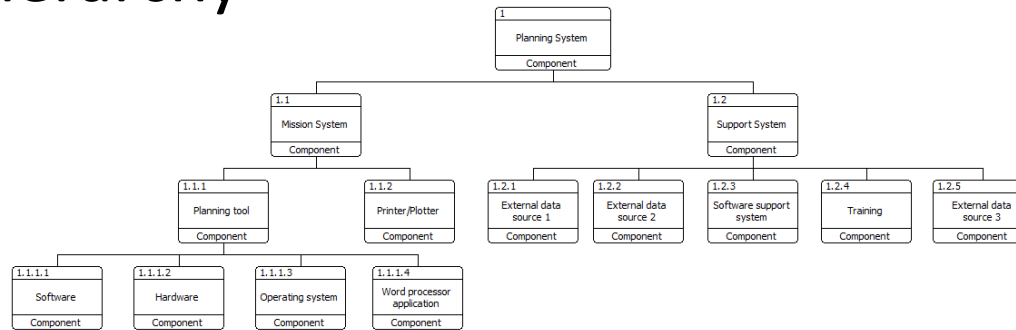 1
Planning System
Component
1.1
Mission System
Component
1.2
Support System
Component
1.1.1
Planning tool
Component
1.1.2
Printer/Plotter
Component
1.2.1
External data
source 1
Component
1.2.2
External data
source 2
Component
1.2.3
Software support
system
Component
1.2.4
Training
Component
1.2.5
External data
source 3
Component
1.1.1.1
Software
Component
1.1.1.2
Hardware
Component
1.1.1.3
Operating system
Component
1.1.1.4
Word processor
application
Component